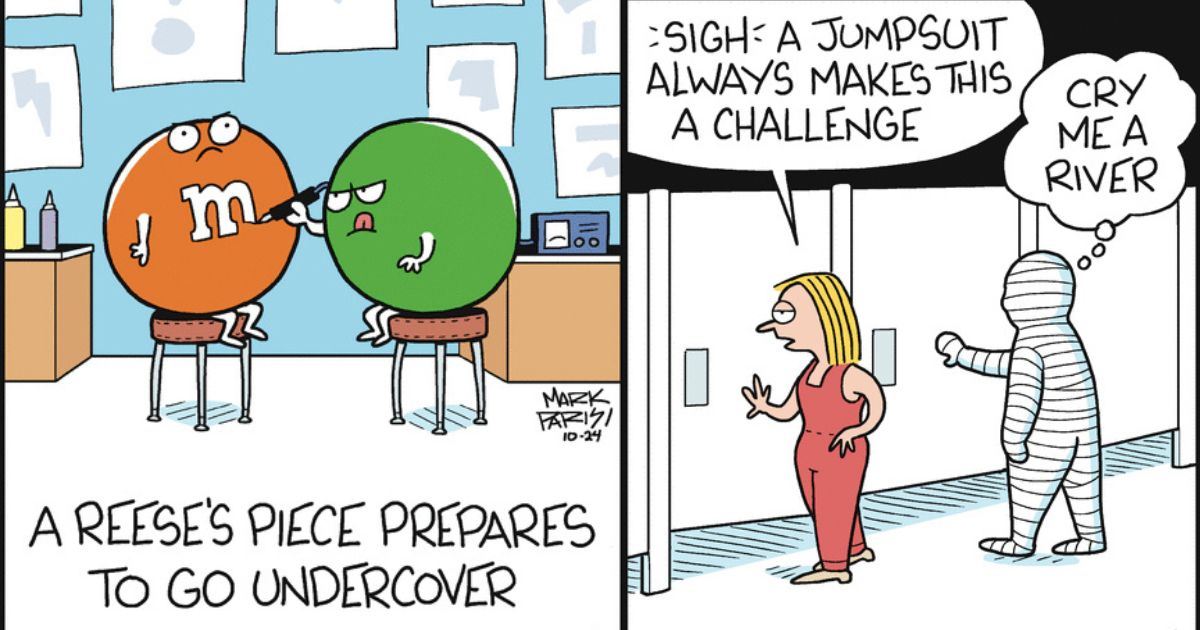 m
MARK
PARISI
10-24
A REESE'S PIECE PREPARES
TO GO UNDERCOVER
SIGH A JUMPSUIT
ALWAYS MAKES THIS
A CHALLENGE
CRY
ME A
RIVER